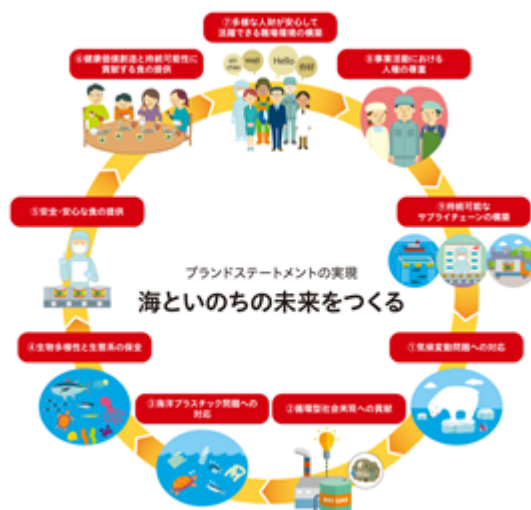 ⑦多様な人財が安心して
活躍できる職場環境の構築
⑥健康価値創造と持続可能性に
貢献する食の提供
Hello
⑧事業活動における
人権の尊重
⑤安全・安心な食の提供
⑨持続可能な
サプライチェーンの構築
ブランドステートメントの実現
海といのちの未来をつくる
④生物多様性と生態系の保全
①気候変動問題への対応
③海洋プラスチック問題への
対応
②循環型社会実現への貢献